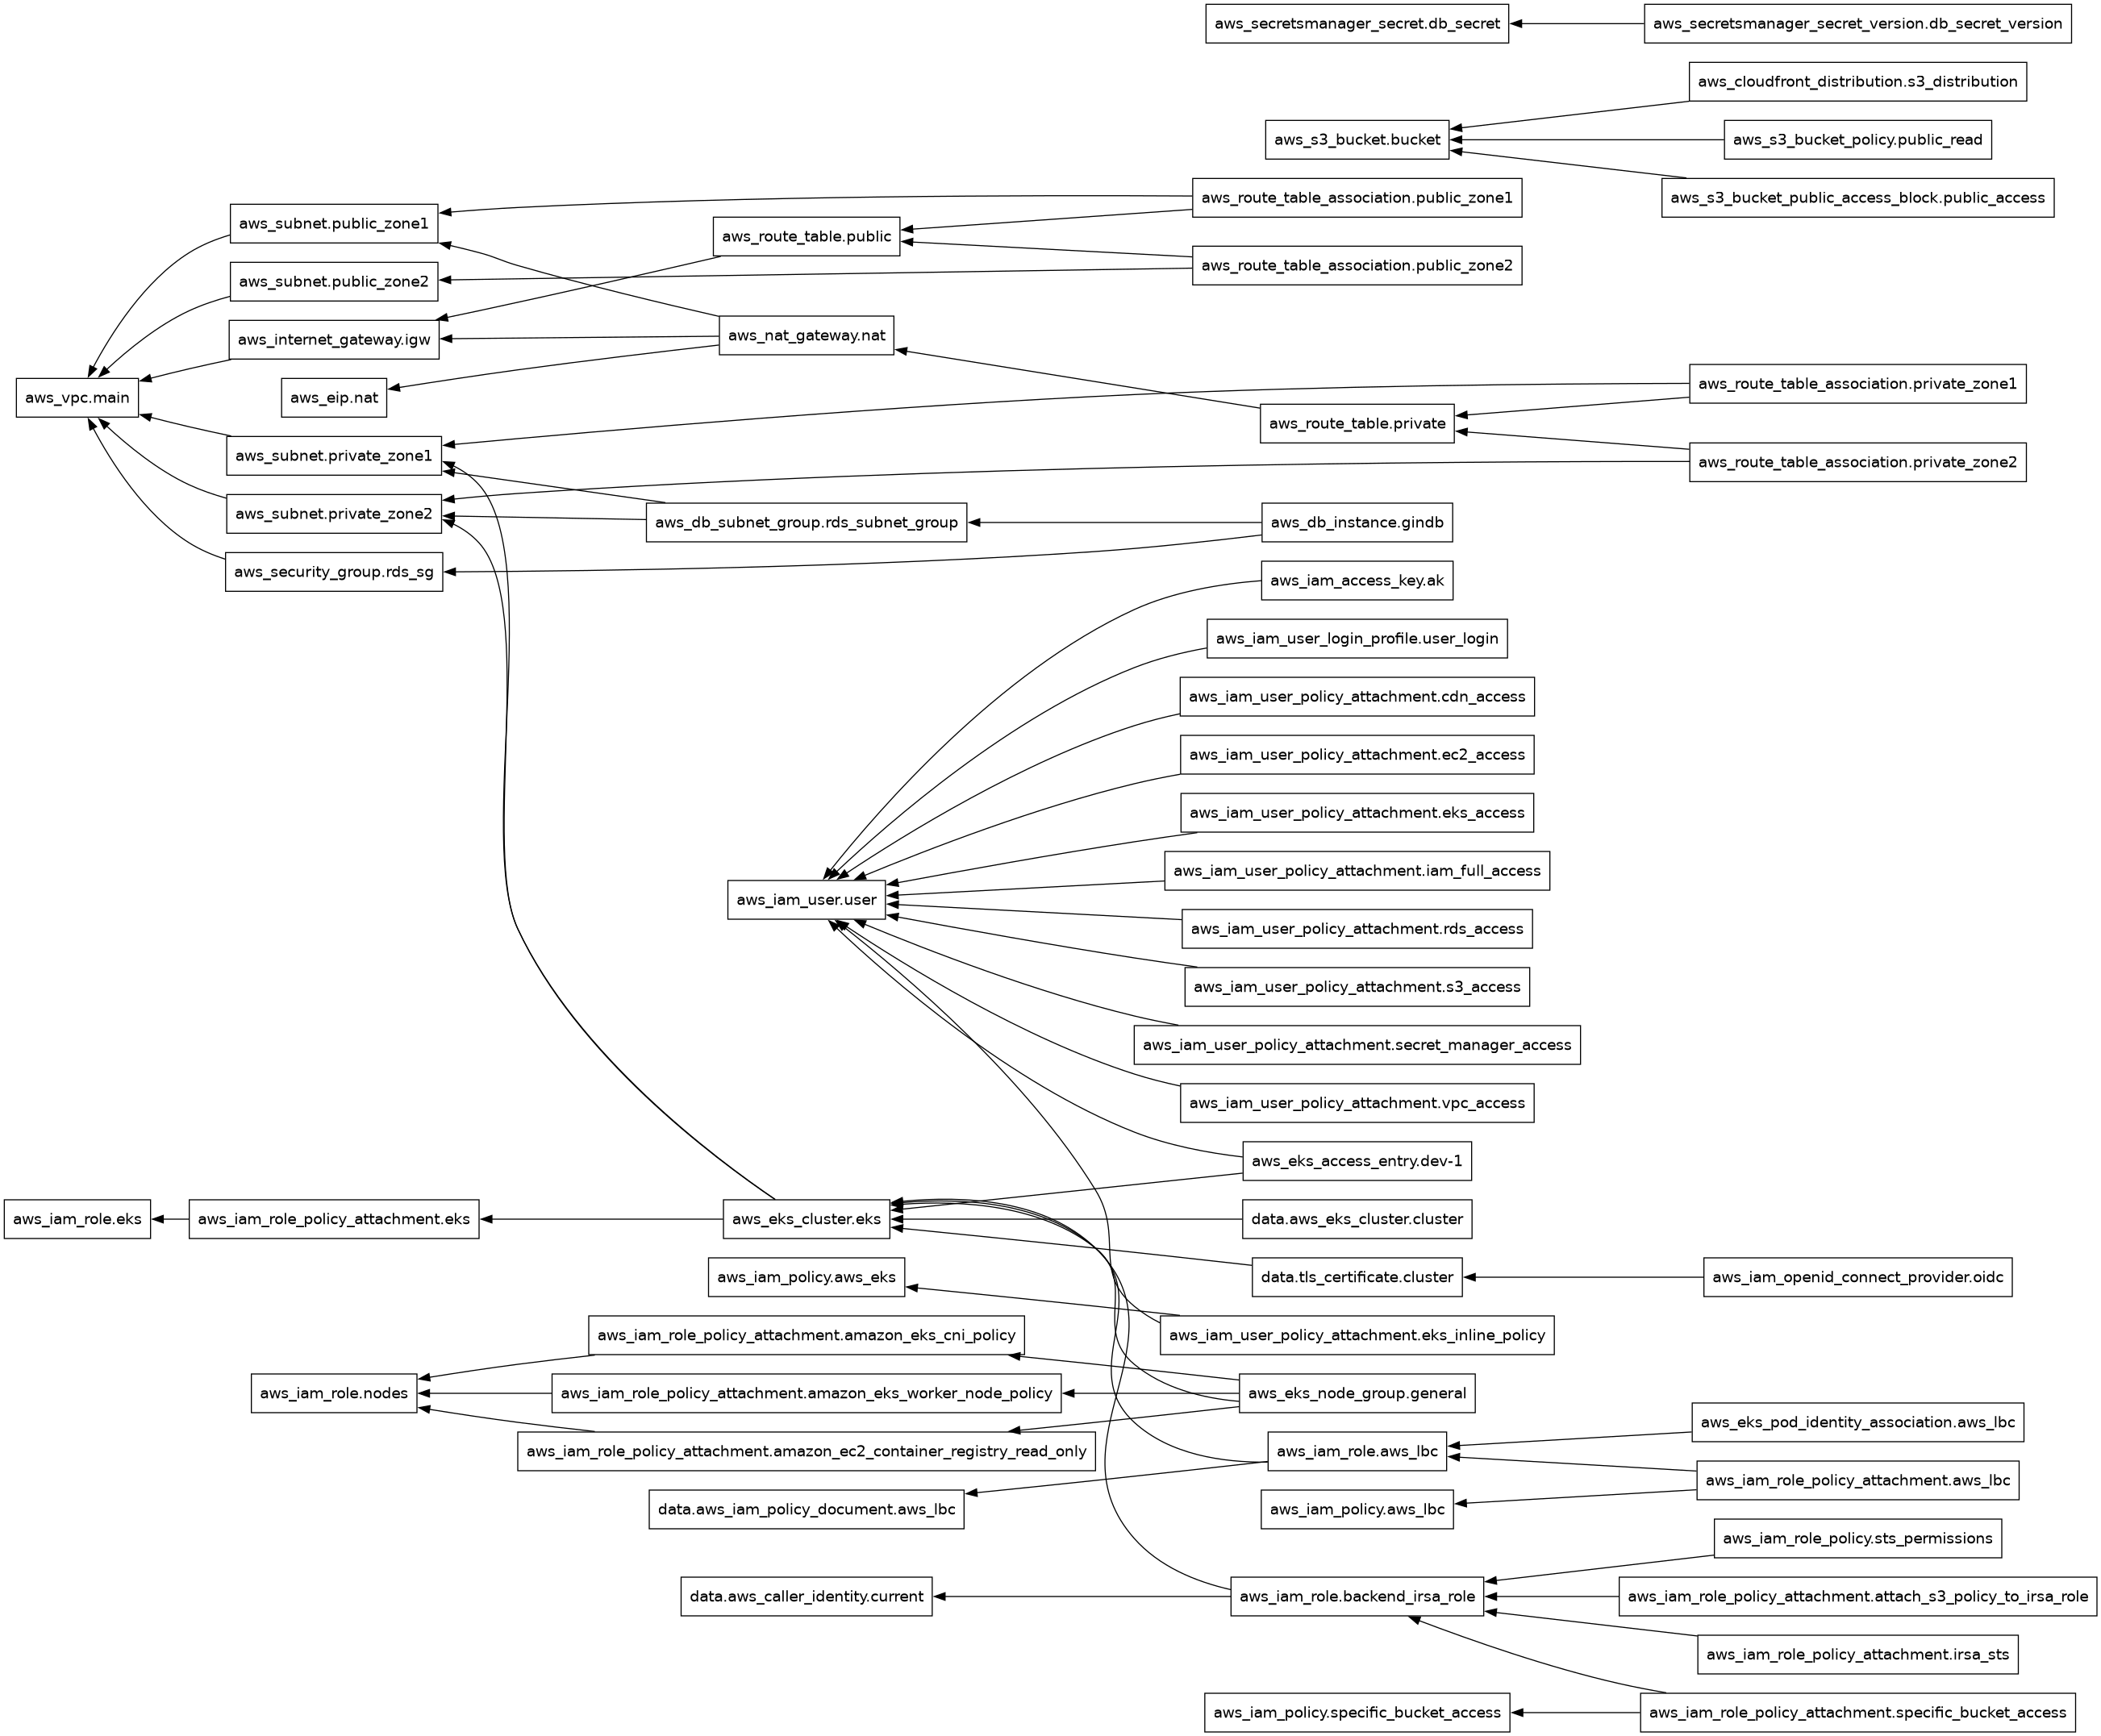 aws_secretsmanager_secret.db_secret
aws_secretsmanager_secret_version.db_secret_version
aws_cloudfront_distribution.s3_distribution
aws_s3_bucket.bucket
aws_s3_bucket_policy.public_read
aws_s3_bucket_public_access_block.public_access
aws_route_table_association.public_zone1
aws_subnet.public_zone1
aws_route_table.public
aws_route_table_association.public_zone2
aws_subnet.public_zone2
aws_internet_gateway.igw
aws_nat_gateway.nat
aws_vpc.main
aws_eip.nat
aws_route_table_association.private_zone1
aws_route_table.private
aws_subnet.private_zone1
aws_route_table_association.private_zone2
aws_subnet.private_zone2
aws_db_subnet_group.rds_subnet_group
aws_db_instance.gindb
aws_security_group.rds_sg
aws_iam_access_key.ak
aws_iam_user_login_profile.user_login
aws_iam_user_policy_attachment.cdn_access
aws_iam_user_policy_attachment.ec2_access
aws_iam_user_policy_attachment.eks_access
aws_iam_user_policy_attachment.iam_full_access
aws_iam_user.user
aws_iam_user_policy_attachment.rds_access
aws_iam_user_policy_attachment.s3_access
aws_iam_user_policy_attachment.secret_manager_access
aws_iam_user_policy_attachment.vpc_access
aws_eks_access_entry.dev-1
aws_iam_role.eks
aws_iam_role_policy_attachment.eks
aws_eks_cluster.eks
data.aws_eks_cluster.cluster
aws_iam_policy.aws_eks
data.tls_certificate.cluster
aws_iam_openid_connect_provider.oidc
aws_iam_role_policy_attachment.amazon_eks_cni_policy
aws_iam_user_policy_attachment.eks_inline_policy
aws_iam_role.nodes
aws_iam_role_policy_attachment.amazon_eks_worker_node_policy
aws_eks_node_group.general
aws_eks_pod_identity_association.aws_lbc
aws_iam_role_policy_attachment.amazon_ec2_container_registry_read_only
aws_iam_role.aws_lbc
aws_iam_role_policy_attachment.aws_lbc
data.aws_iam_policy_document.aws_lbc
aws_iam_policy.aws_lbc
aws_iam_role_policy.sts_permissions
data.aws_caller_identity.current
aws_iam_role.backend_irsa_role
aws_iam_role_policy_attachment.attach_s3_policy_to_irsa_role
aws_iam_role_policy_attachment.irsa_sts
aws_iam_policy.specific_bucket_access
aws_iam_role_policy_attachment.specific_bucket_access